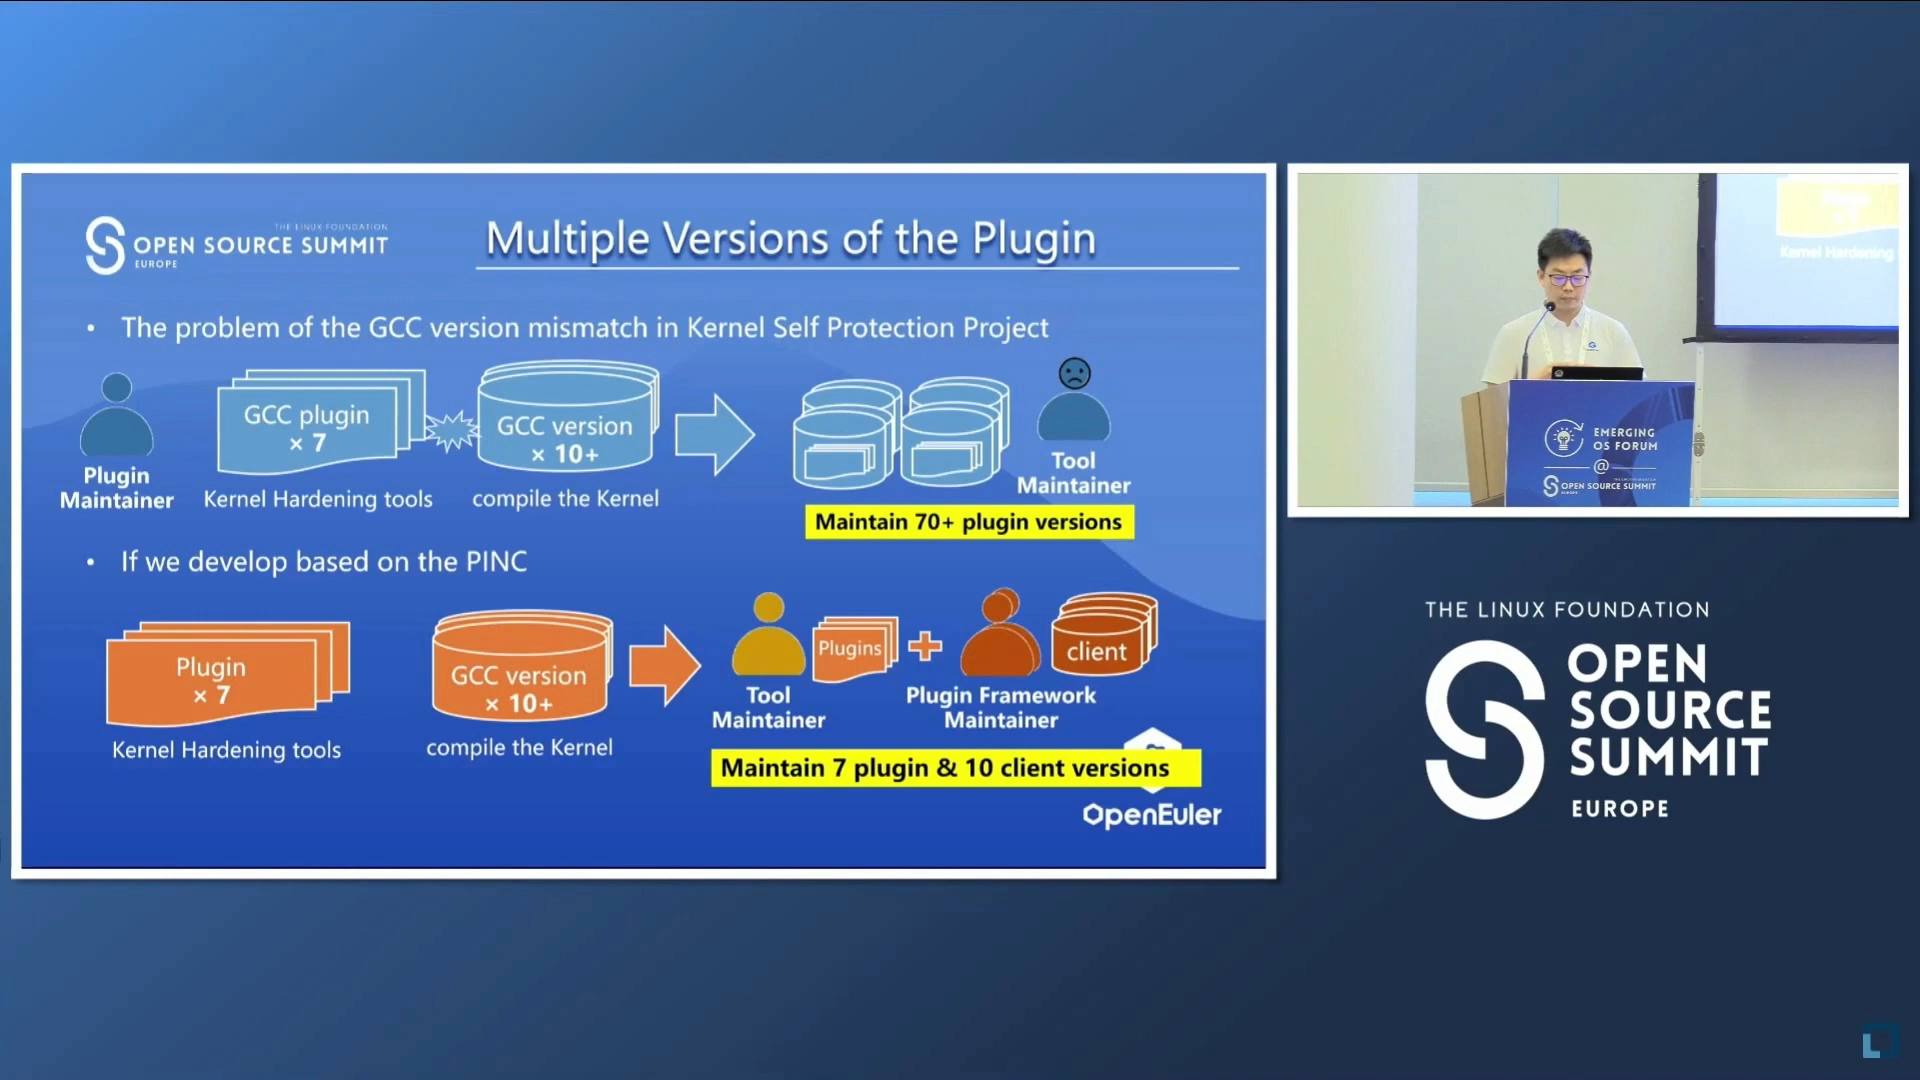 THE LINUX FOUNDATION
OPEN SOURCE SUMMIT
EUROPE
Multiple Versions of the Plugin
• The problem of the GCC version mismatch in Kernel Self Protection Project
Plugin
Maintainer
GCC plugin
× 7
Kernel Hardening tools
GCC version
× 10+
compile the Kernel
Tool
Maintainer
Maintain 70+ plugin versions
• If we develop based on the PINC
Plugin
× 7
Kernel Hardening tools
GCC version
× 10+
compile the Kernel
Plugins
Tool
Maintainer
client
Plugin Framework
Maintainer
Maintain 7 plugin & 10 client versions
OpenEuler
Kernel Hardening
EMERGING
OS FORUM
@
OPEN SOURCE SUMMIT
THE LINUX FOUNDATION
OPEN
SOURCE
SUMMIT
EUROPE